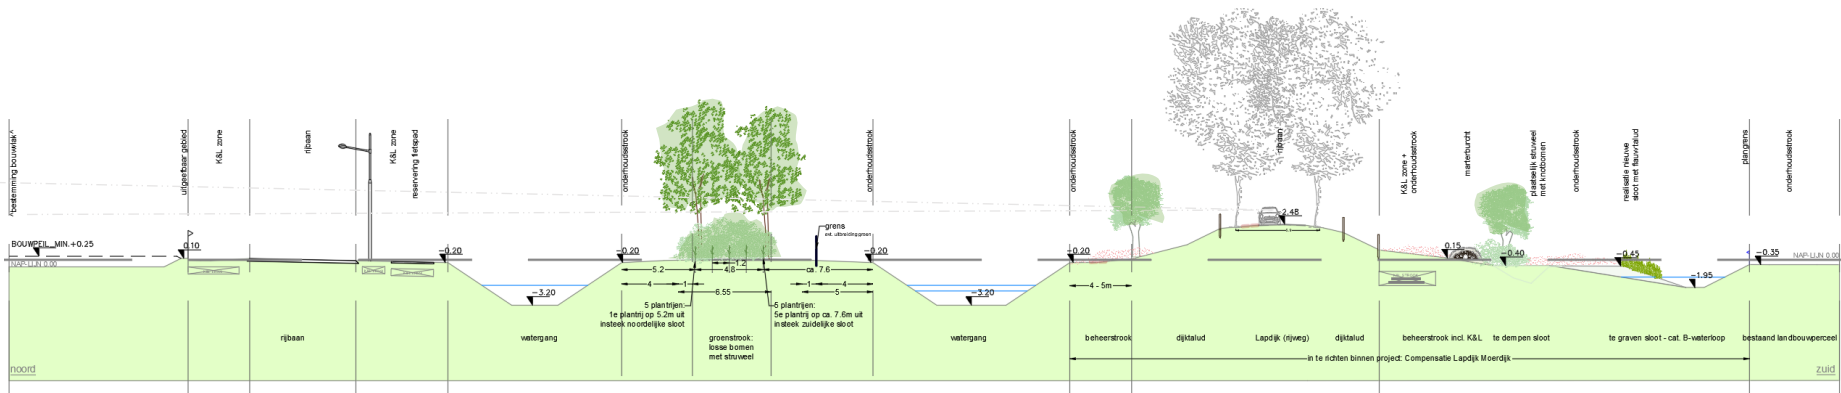 ^bestemming bouwvlak^
uitgeefbaar gebied
K&L zone
rijbaan
K&L zone
reservering fietspad
onderhoudsstrook
onderhoudsstrook
onderhoudsstrook
rijbaan
K&L zone +
onderhoudsstrook
marterburcht
plaatselijk struweel
met knotbomen
onderhoudsstrook
realisatie nieuwe
sloot met flauw talud
plangrens
onderhoudsstrook
BOUWPEIL_MIN.+0.25
NAP-LIJN 0.00
0.10
-0.20
-0.20
grens
-0.20
-0.20
2.48
0.15
-0.40
-0.45
-0.35
NAP-LIJN 0.00
-1.95
-3.20
-3.20
5.2
4.8
1.2
ca. 7.6
4
1
1
4
6.55
5
4 - 5m
5 plantrijen:
1e plantrij op 5.2m uit
insteek noordelijke sloot
5 plantrijen:
5e plantrij op ca. 7.6m uit
insteek zuidelijke sloot
rijbaan
watergang
groenstrook:
losse bomen
met struweel
watergang
beheerstrook
dijktalud
Lapdijk (rijweg)
dijktalud
beheerstrook incl. K&L
te dempen sloot
te graven sloot - cat. B-waterloop
bestaand landbouwperceel
in te richten binnen project: Compensatie Lapdijk Moerdijk
noord
zuid